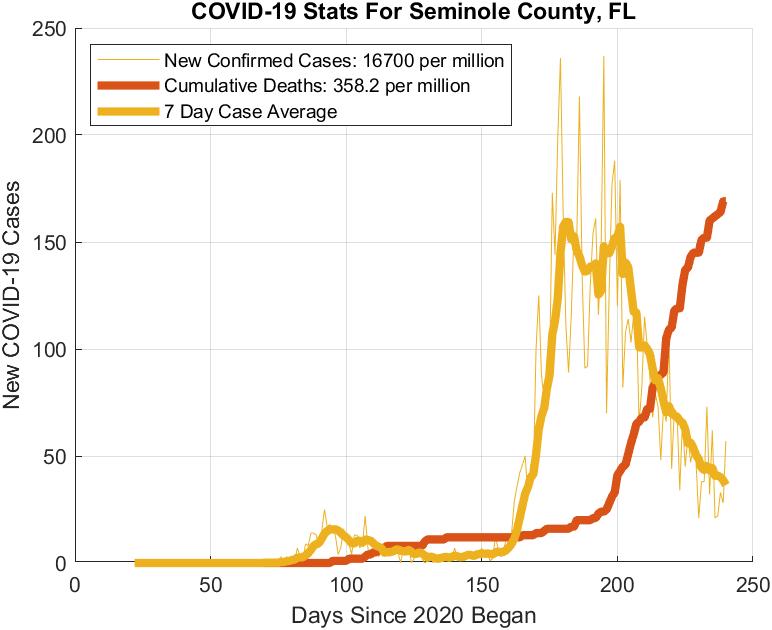 COVID-19 Stats For Seminole County, FL
New Confirmed Cases: 16700 per million
Cumulative Deaths: 358.2 per million
7 Day Case Average
New COVID-19 Cases
250
200
150
100
50
0
0 50 100 150 200 250
Days Since 2020 Began